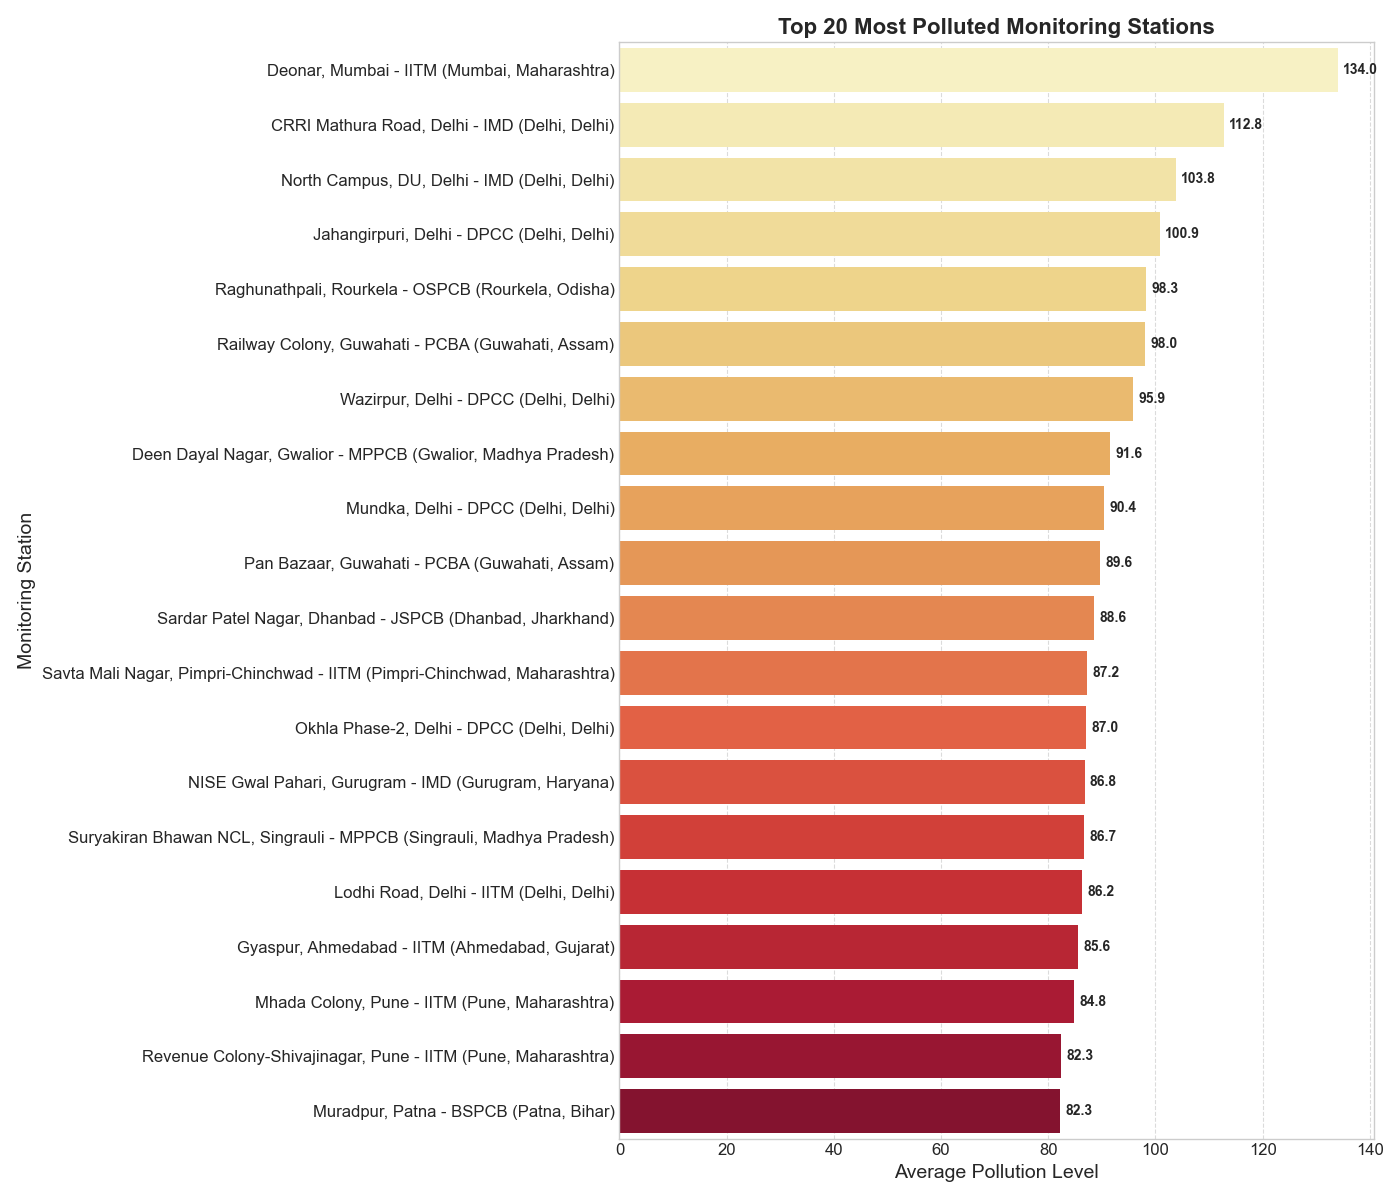 Top 20 Most Polluted Monitoring Stations
Monitoring Station
Deonar, Mumbai - IITM (Mumbai, Maharashtra) 134.0
CRRI Mathura Road, Delhi - IMD (Delhi, Delhi) 112.8
North Campus, DU, Delhi - IMD (Delhi, Delhi) 103.8
Jahangirpuri, Delhi - DPCC (Delhi, Delhi) 100.9
Raghunathpali, Rourkela - OSPCB (Rourkela, Odisha) 98.3
Railway Colony, Guwahati - PCBA (Guwahati, Assam) 98.0
Wazirpur, Delhi - DPCC (Delhi, Delhi) 95.9
Deen Dayal Nagar, Gwalior - MPPCB (Gwalior, Madhya Pradesh) 91.6
Mundka, Delhi - DPCC (Delhi, Delhi) 90.4
Pan Bazaar, Guwahati - PCBA (Guwahati, Assam) 89.6
Sardar Patel Nagar, Dhanbad - JSPCB (Dhanbad, Jharkhand) 88.6
Savta Mali Nagar, Pimpri-Chinchwad - IITM (Pimpri-Chinchwad, Maharashtra) 87.2
Okhla Phase-2, Delhi - DPCC (Delhi, Delhi) 87.0
NISE Gwal Pahari, Gurugram - IMD (Gurugram, Haryana) 86.8
Suryakiran Bhawan NCL, Singrauli - MPPCB (Singrauli, Madhya Pradesh) 86.7
Lodhi Road, Delhi - IITM (Delhi, Delhi) 86.2
Gyaspur, Ahmedabad - IITM (Ahmedabad, Gujarat) 85.6
Mhada Colony, Pune - IITM (Pune, Maharashtra) 84.8
Revenue Colony-Shivajinagar, Pune - IITM (Pune, Maharashtra) 82.3
Muradpur, Patna - BSPCB (Patna, Bihar) 82.3
0 20 40 60 80 100 120 140
Average Pollution Level